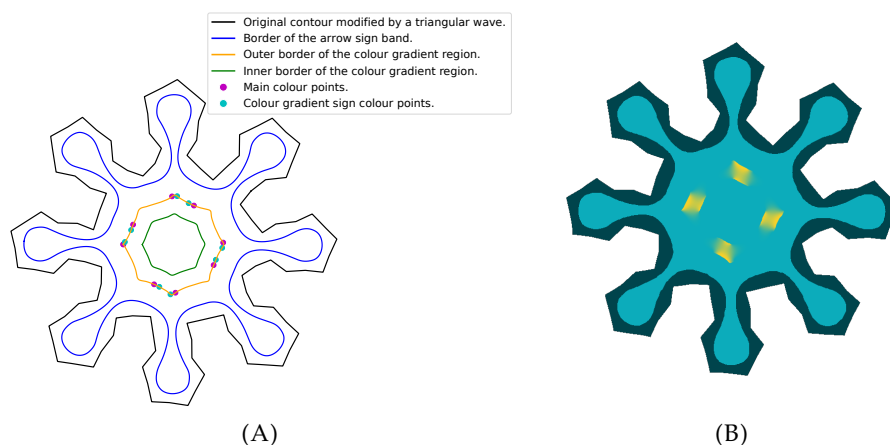 Original contour modified by a triangular wave.
Border of the arrow sign band.
Outer border of the colour gradient region.
Inner border of the colour gradient region.
Main colour points.
Colour gradient sign colour points.
(A)
(B)